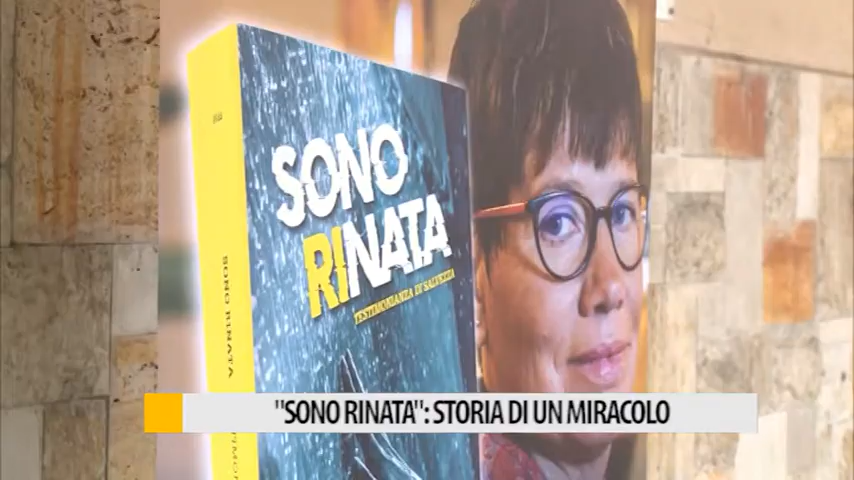 SONO
RINATA
TESTIMONIANZA DI SALVEZZA
SONO RINATA
"SONO RINATA": STORIA DI UN MIRACOLO